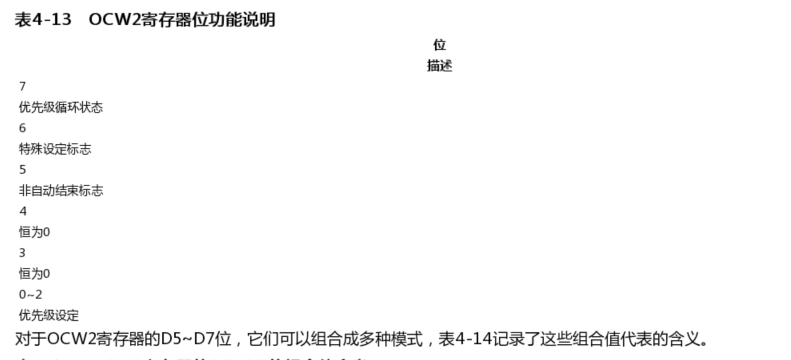 表4-13 OCW2寄存器位功能说明
位
描述
7
优先级循环状态
6
特殊设定标志
5
非自动结束标志
4
恒为0
3
恒为0
0~2
优先级设定
对于OCW2寄存器的D5~D7位，它们可以组合成多种模式，表4-14记录了这些组合值代表的含义。